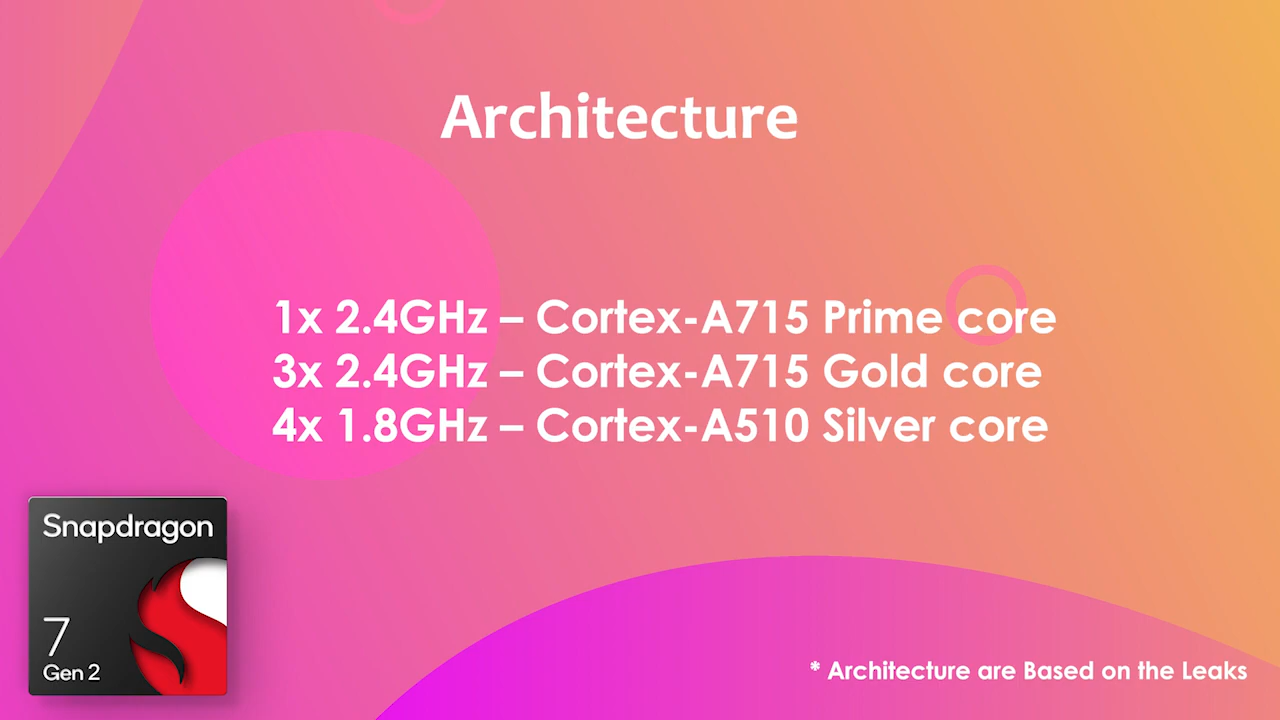 Architecture
1x 2.4GHz – Cortex-A715 Prime core
3x 2.4GHz – Cortex-A715 Gold core
4x 1.8GHz – Cortex-A510 Silver core
Snapdragon
7
Gen 2
* Architecture are Based on the Leaks